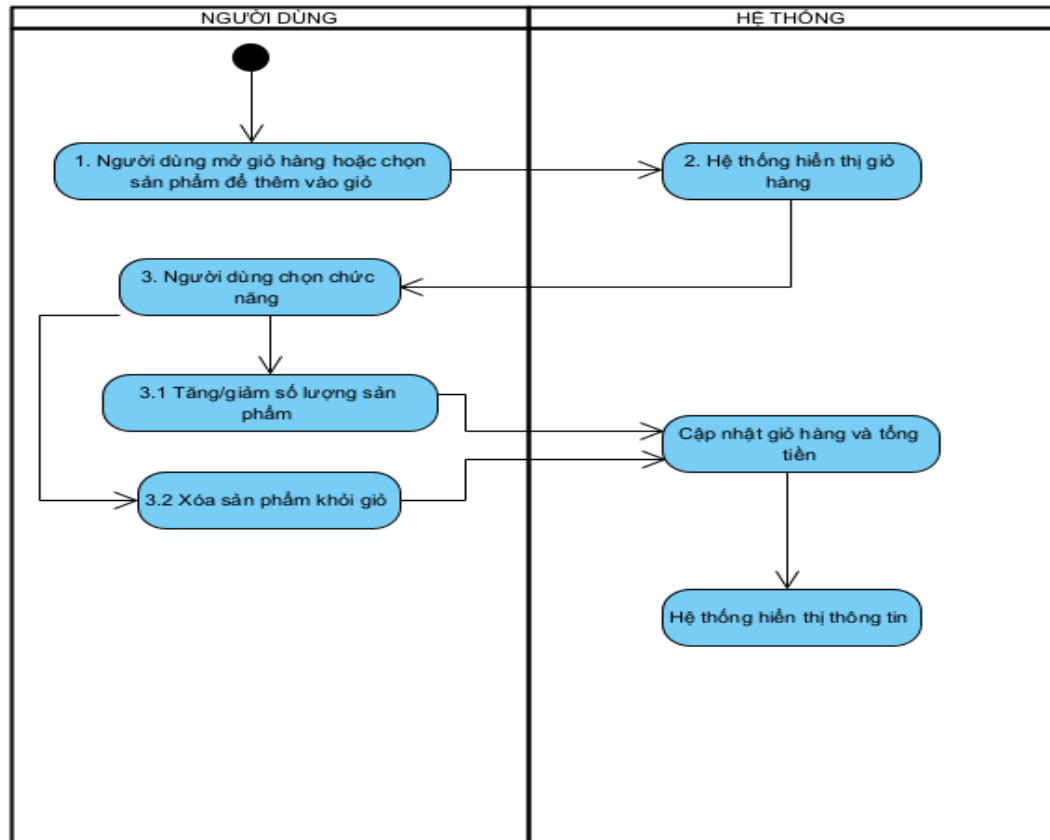 NGƯỜI DÙNG
HỆ THỐNG
1. Người dùng mở giỏ hàng hoặc chọn
sản phẩm để thêm vào giỏ
2. Hệ thống hiển thị giỏ
hàng
3. Người dùng chọn chức
năng
3.1 Tăng/giảm số lượng sản
phẩm
Cập nhật giỏ hàng và tổng
tiền
3.2 Xóa sản phẩm khỏi giỏ
Hệ thống hiển thị thông tin